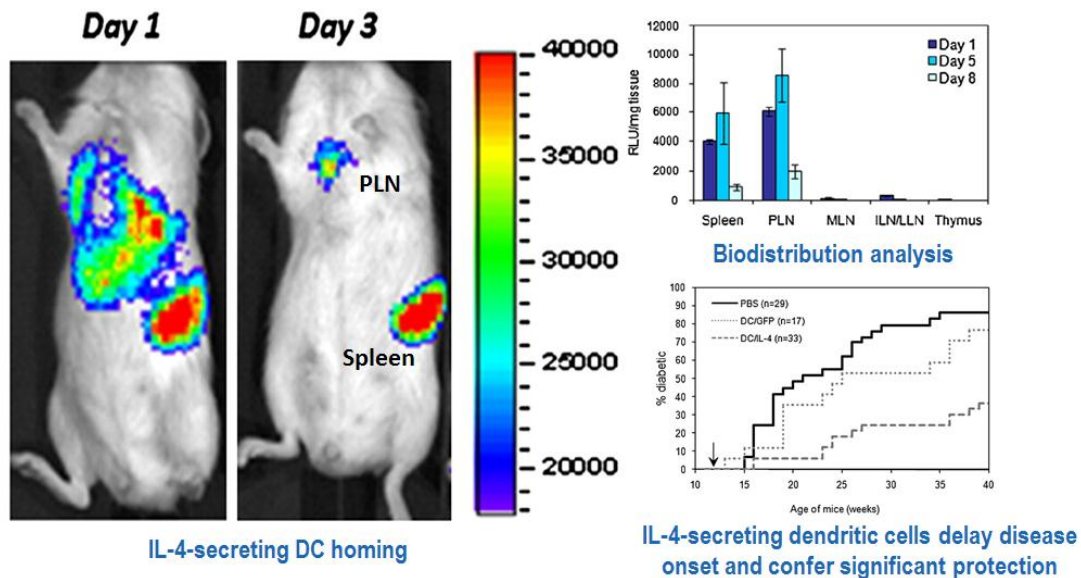 Day 1
Day 3
PLN
Spleen
40000
35000
30000
25000
20000
IL-4-secreting DC homing
12000
10000
8000
6000
4000
2000
0
RLU/mg tissue
Day 1
Day 5
Day 8
Spleen PLN MLN ILN/LLN Thymus
Biodistribution analysis
100
90
80
70
60
50
40
30
20
10
0
% diabetic
PBS (n=29)
DC/GFP (n=17)
DC/IL-4 (n=33)
10 15 20 25 30 35 40
Age of mice (weeks)
IL-4-secreting dendritic cells delay disease
onset and confer significant protection